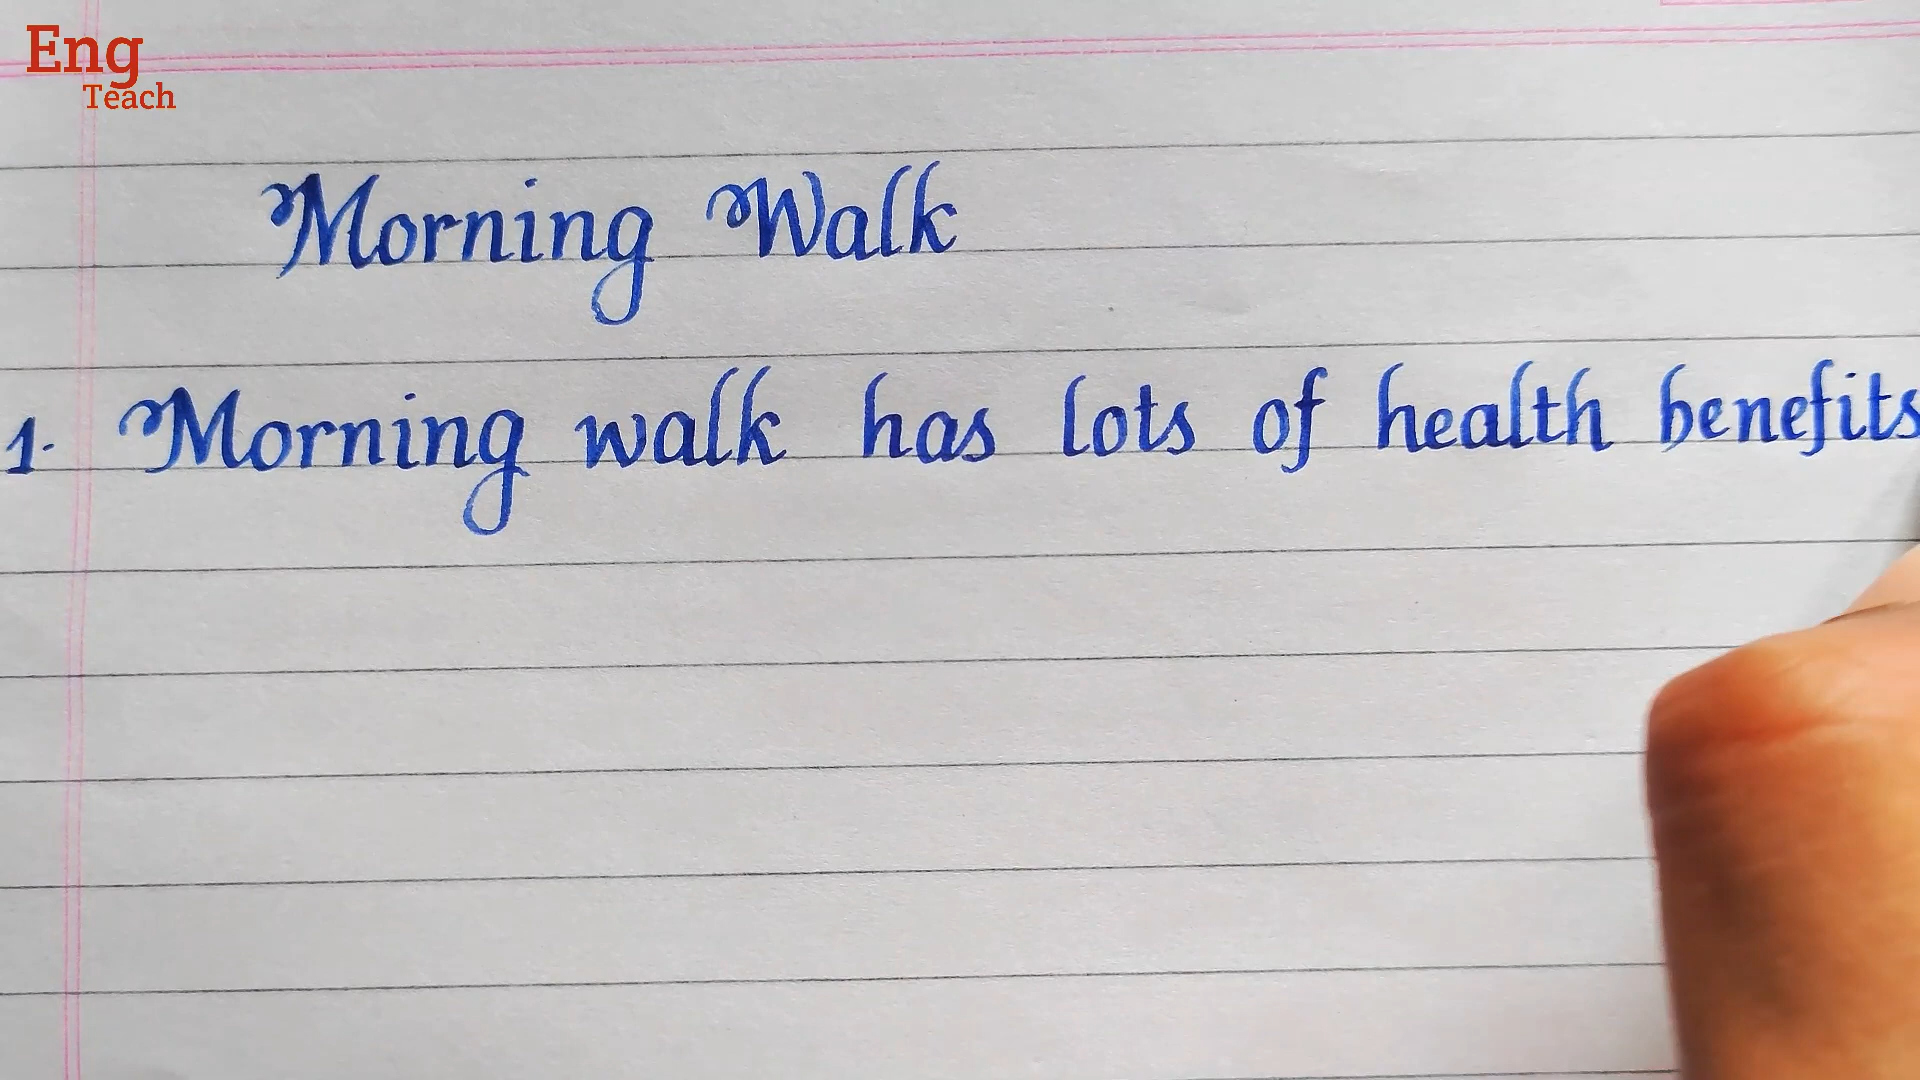 Eng
Teach
Morning Walk
1. Morning walk has lots of health benefits